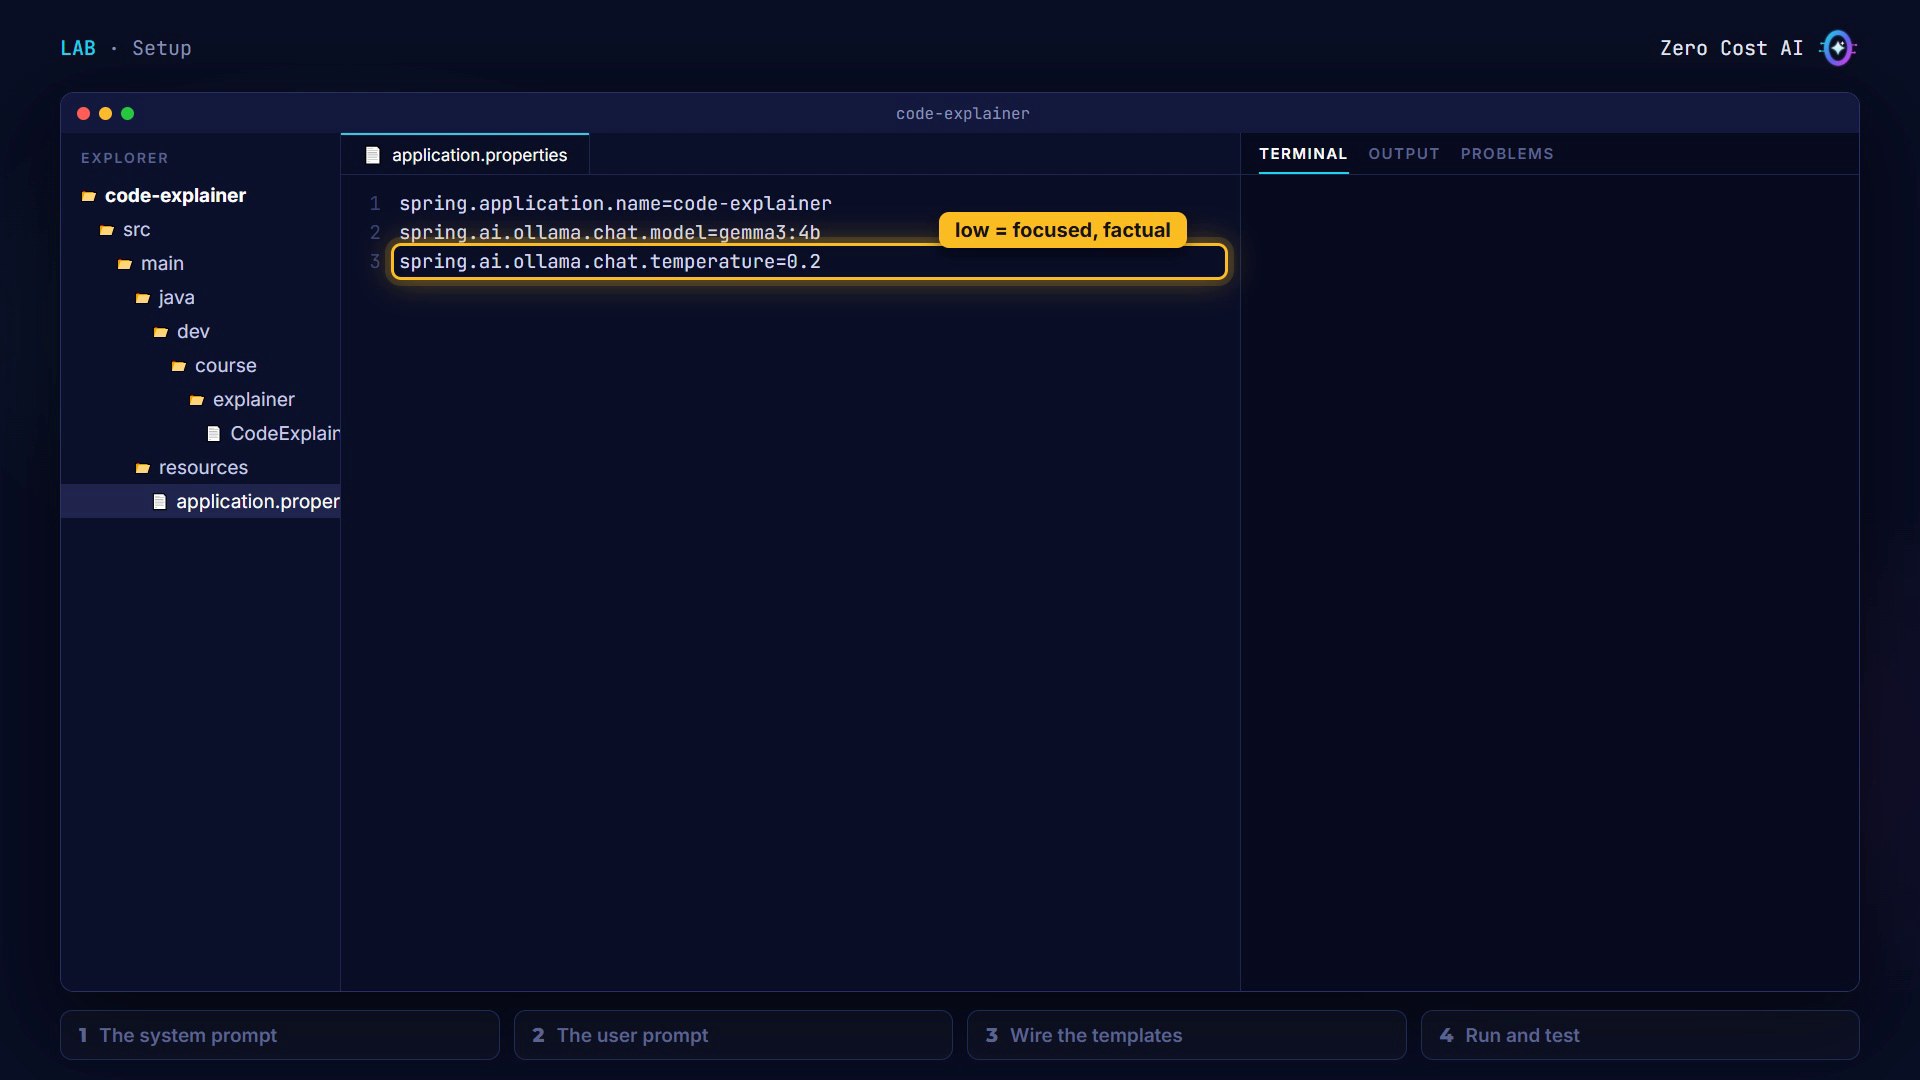 LAB · Setup
Zero Cost AI
code-explainer
EXPLORER
code-explainer
src
main
java
dev
course
explainer
CodeExplain
resources
application.proper
application.properties
1 spring.application.name=code-explainer
2 spring.ai.ollama.chat.model=gemma3:4b
3 spring.ai.ollama.chat.temperature=0.2
low = focused, factual
TERMINAL OUTPUT PROBLEMS
1 The system prompt
2 The user prompt
3 Wire the templates
4 Run and test